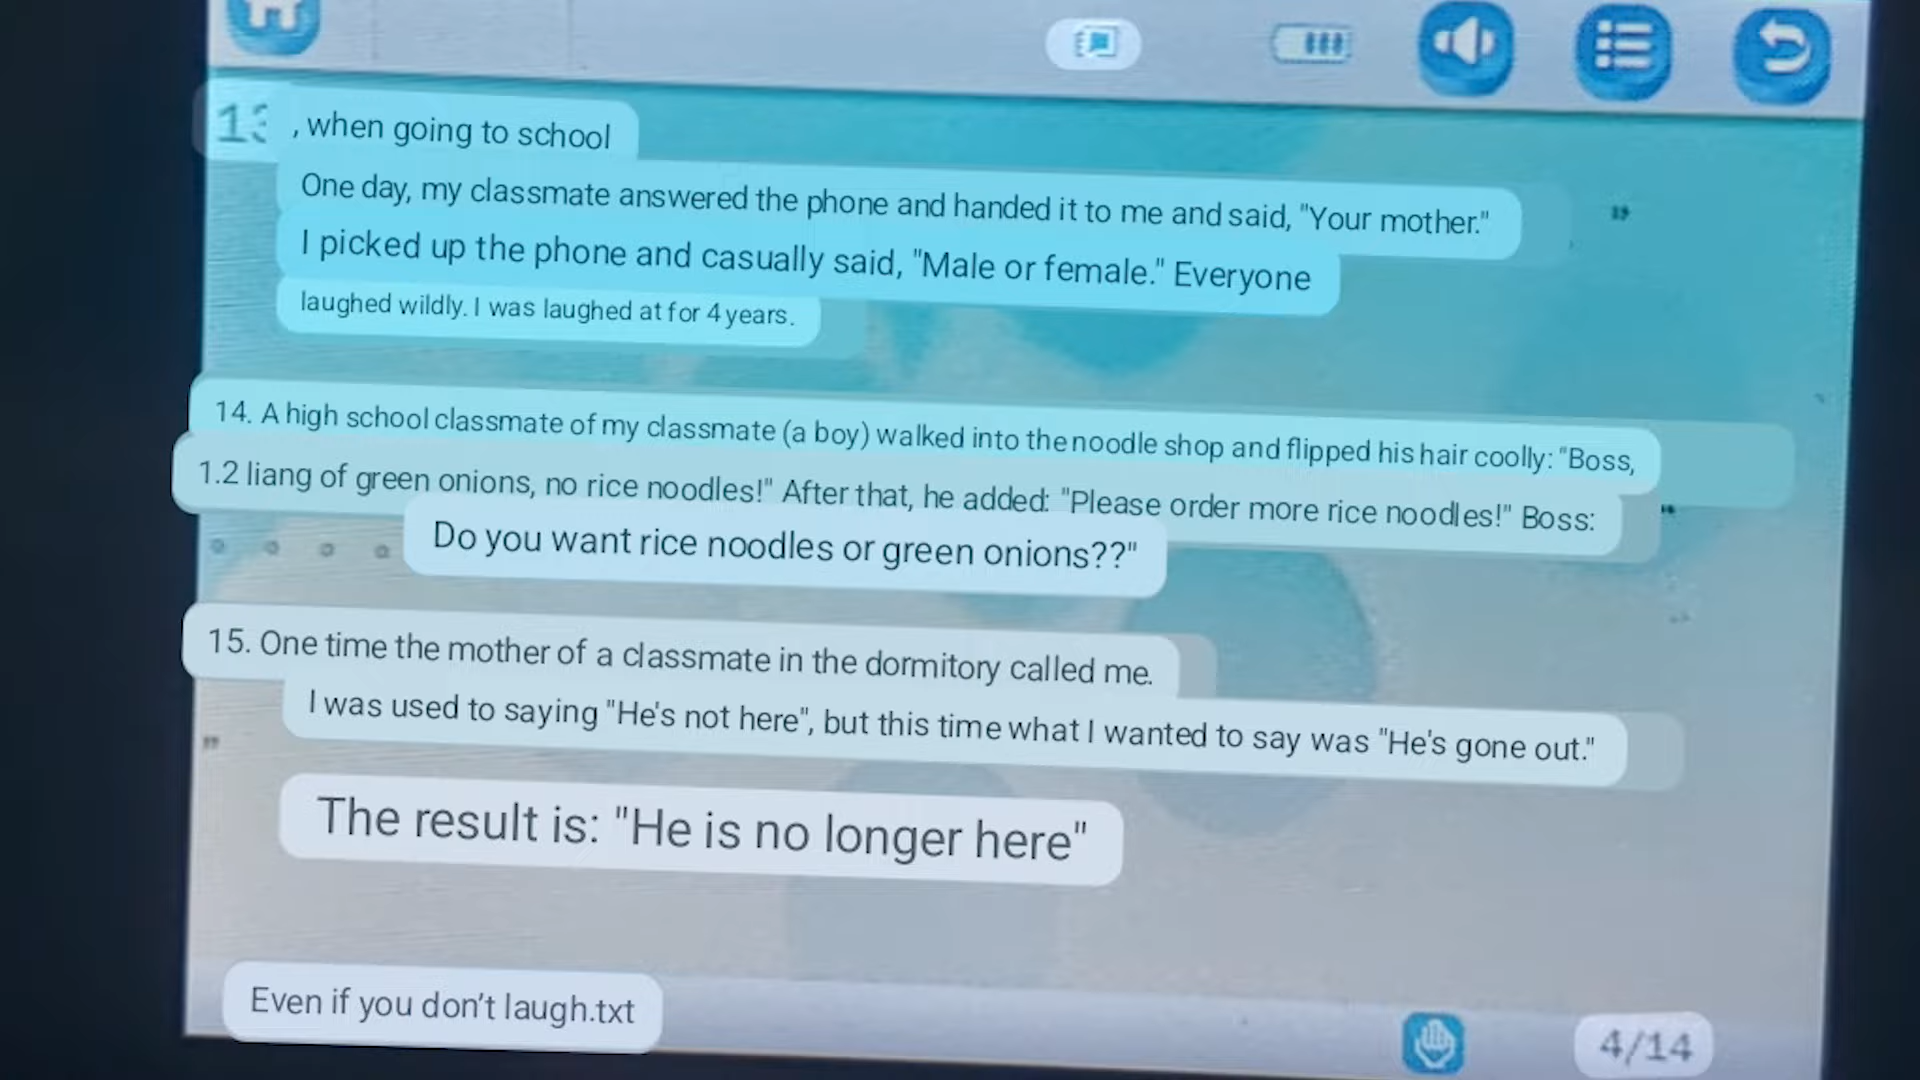 13
, when going to school
One day, my classmate answered the phone and handed it to me and said, "Your mother."
I picked up the phone and casually said, "Male or female." Everyone
laughed wildly. I was laughed at for 4 years.
14. A high school classmate of my classmate (a boy) walked into the noodle shop and flipped his hair coolly: "Boss,
1.2 liang of green onions, no rice noodles!" After that, he added: "Please order more rice noodles!" Boss:
Do you want rice noodles or green onions??"
15. One time the mother of a classmate in the dormitory called me.
I was used to saying "He's not here", but this time what I wanted to say was "He's gone out."
The result is: "He is no longer here"
Even if you don't laugh.txt
4/14